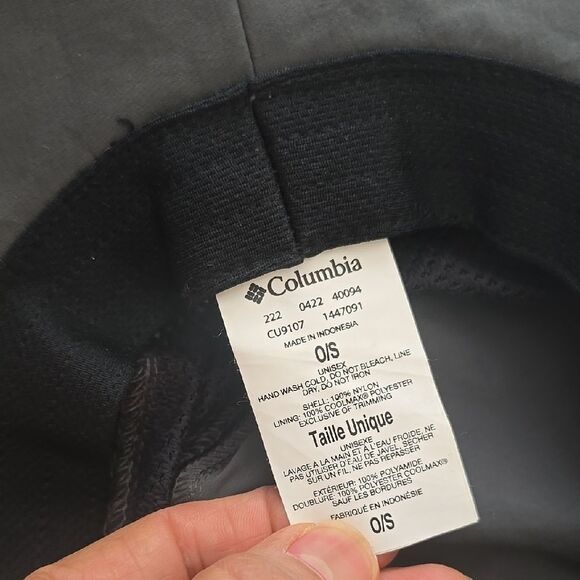 Columbia
222 0422 40094
CU9107 1447091
MADE IN INDONESIA
O/S
UNISEX
HAND WASH COLD, DO NOT BLEACH, LINE
DRY, DO NOT IRON
SHELL: 100% NYLON
LINING: 100% COOLMAX® POLYESTER
EXCLUSIVE OF TRIMMING
Taille Unique
UNISEXE
LAVAGE A LA MAIN ET À L'EAU FROIDE, NE
PAS UTILISER D'EAU DE JAVEL, SÉCHER
SUR UN FIL, NE PAS REPASSER
EXTÉRIEUR: 100% POLYAMIDE
DOUBLURE: 100% POLYESTER COOLMAX®
SAUF LES BORDURES
FABRIQUÉ EN INDONÉSIE
O/S